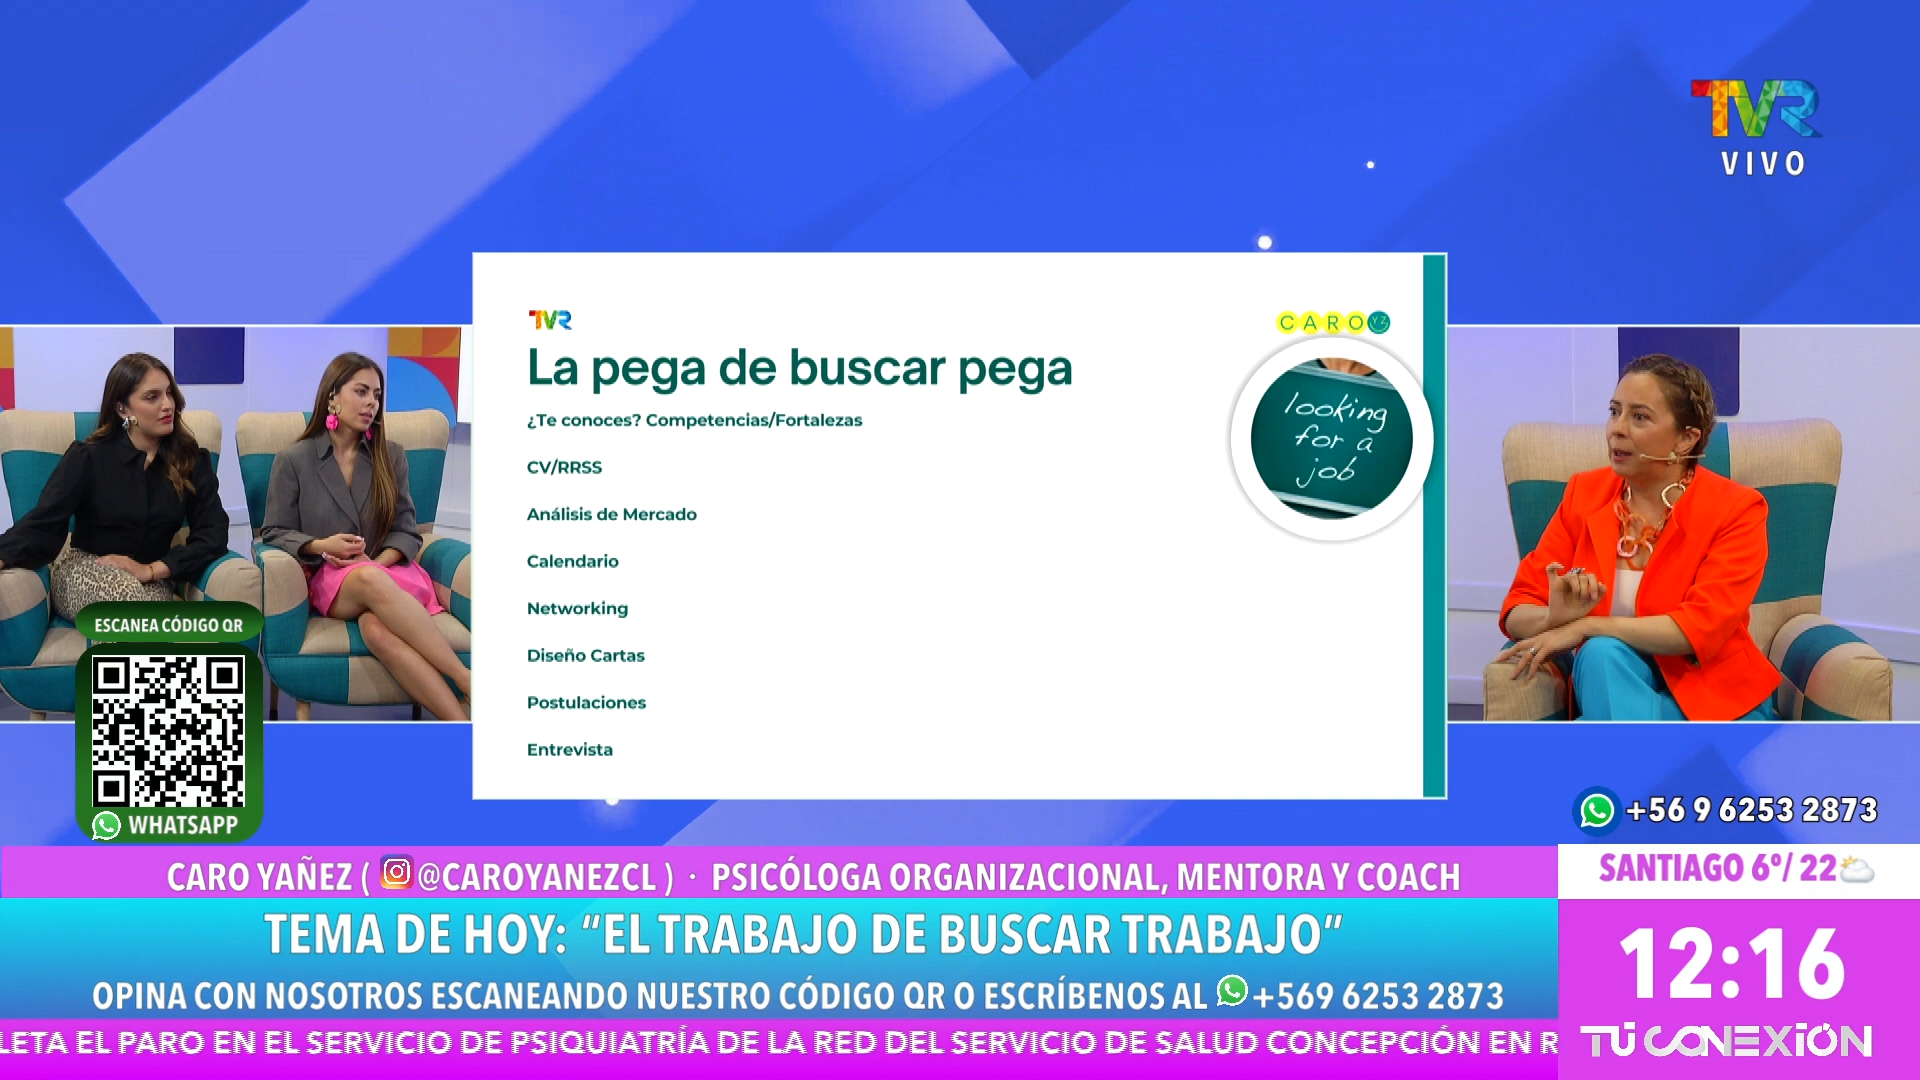 TVR
VIVO
TVR
CARO YZ
La pega de buscar pega
¿Te conoces? Competencias/Fortalezas
CV/RRSS
Análisis de Mercado
Calendario
Networking
Diseño Cartas
Postulaciones
Entrevista
looking
for a
job
ESCANEA CÓDIGO QR
WHATSAPP
+56 9 6253 2873
CARO YAÑEZ ( @CAROYANEZCL ) · PSICÓLOGA ORGANIZACIONAL, MENTORA Y COACH
SANTIAGO 6º/ 22
TEMA DE HOY: “EL TRABAJO DE BUSCAR TRABAJO”
12:16
OPINA CON NOSOTROS ESCANEANDO NUESTRO CÓDIGO QR O ESCRÍBENOS AL +569 6253 2873
LETA EL PARO EN EL SERVICIO DE PSIQUIATRÍA DE LA RED DEL SERVICIO DE SALUD CONCEPCIÓN EN R
TÚ CONEXIÓN